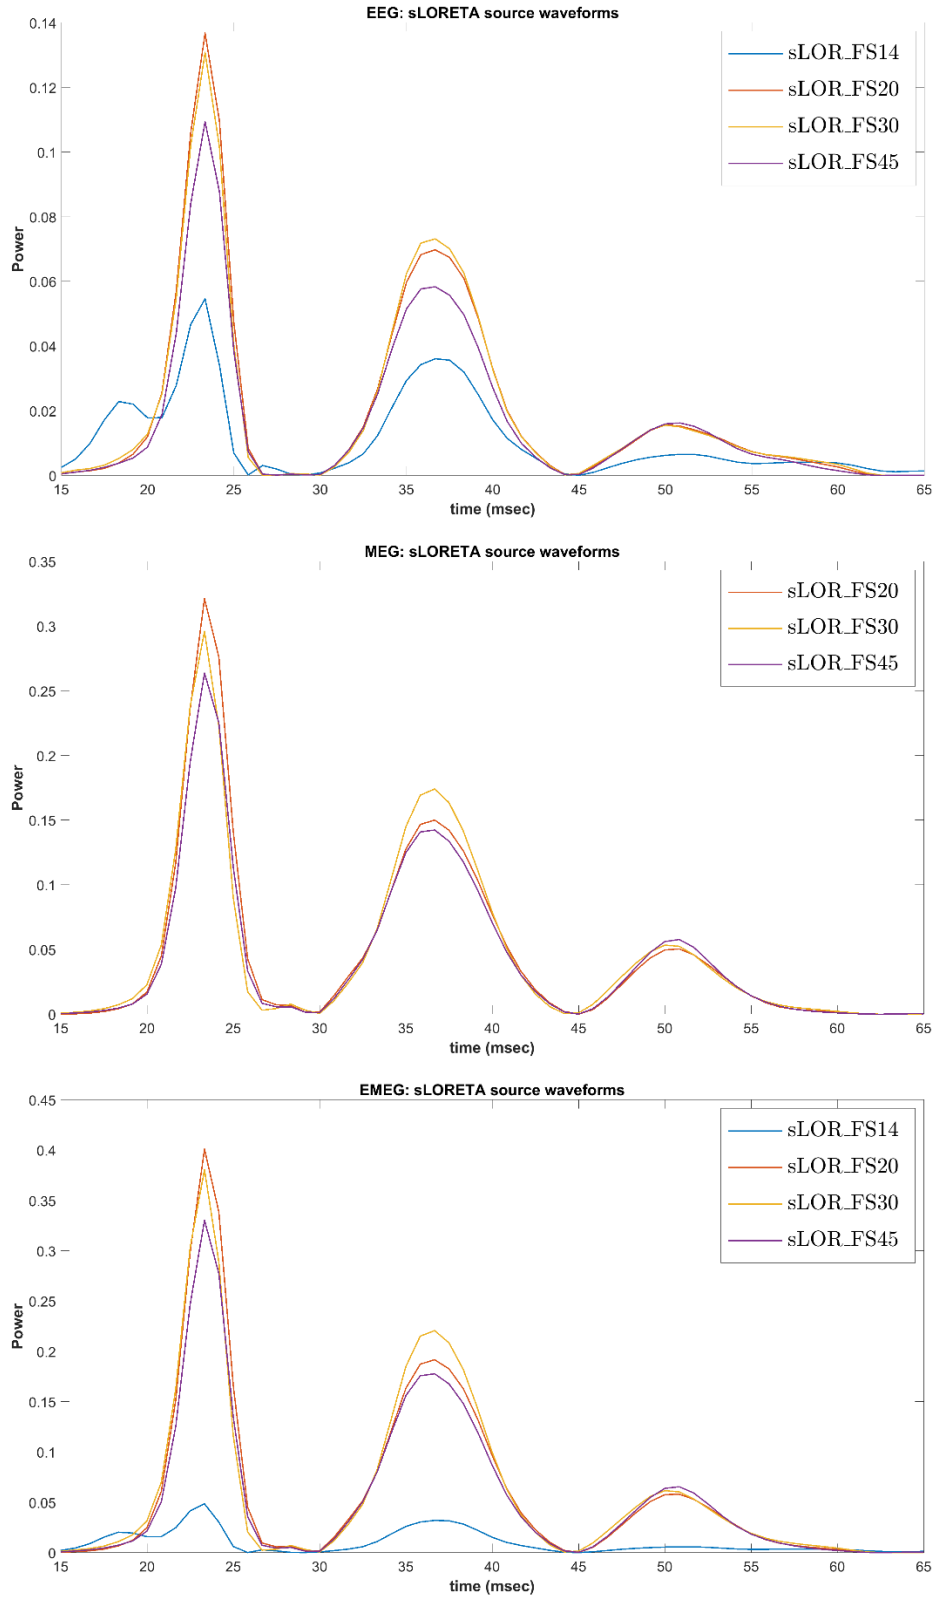 EEG: sLORETA source waveforms
0.14
0.12
0.1
0.08
0.06
0.04
0.02
0
Power
sLOR_FS14
sLOR_FS20
sLOR_FS30
sLOR_FS45
15 20 25 30 35 40 45 50 55 60 65
time (msec)
MEG: sLORETA source waveforms
0.35
0.3
0.25
0.2
0.15
0.1
0.05
0
Power
sLOR_FS20
sLOR_FS30
sLOR_FS45
15 20 25 30 35 40 45 50 55 60 65
time (msec)
EMEG: sLORETA source waveforms
0.45
0.4
0.35
0.3
0.25
0.2
0.15
0.1
0.05
0
Power
sLOR_FS14
sLOR_FS20
sLOR_FS30
sLOR_FS45
15 20 25 30 35 40 45 50 55 60 65
time (msec)